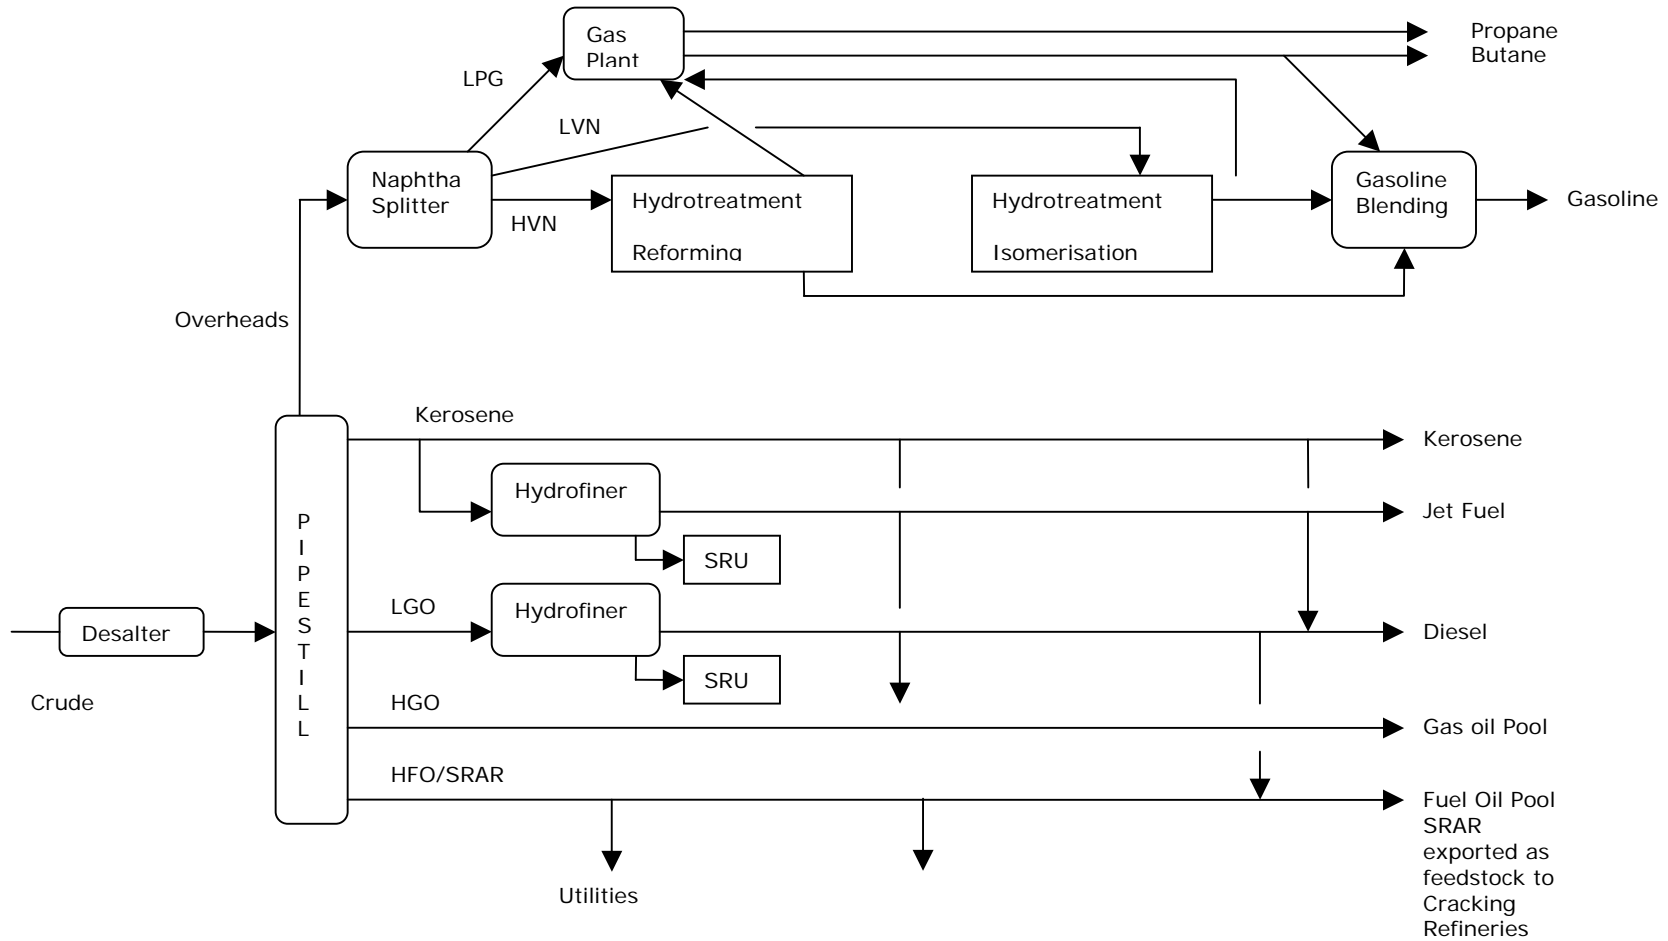 Gas
Plant
Propane
Butane
LPG
LVN
Naphtha
Splitter
HVN
Hydrotreatment
Reforming
Hydrotreatment
Isomerisation
Gasoline
Blending
Gasoline
Overheads
Kerosene
Kerosene
Hydrofiner
Jet Fuel
SRU
P
I
P
E
S
T
I
L
L
LGO
Hydrofiner
Diesel
Desalter
SRU
Crude
HGO
Gas oil Pool
HFO/SRAR
Fuel Oil Pool
SRAR
exported as
feedstock to
Cracking
Refineries
Utilities